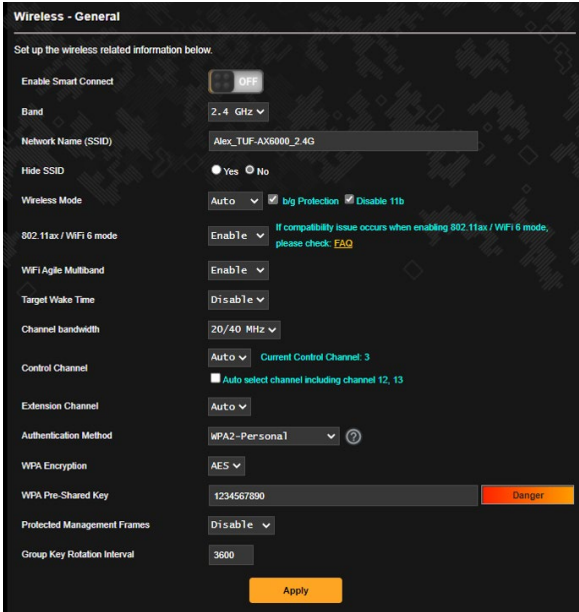 Wireless - General
Set up the wireless related information below.
Enable Smart Connect OFF
Band 2.4 GHz
Network Name (SSID) Alex_TUF-AX6000_2.4G
Hide SSID Yes No
Wireless Mode Auto b/g Protection Disable 11b
802.11ax / WiFi 6 mode Enable If compatibility issue occurs when enabling 802.11ax / WiFi 6 mode,
please check: FAQ
WiFi Agile Multiband Enable
Target Wake Time Disable
Channel bandwidth 20/40 MHz
Control Channel Auto Current Control Channel: 3
Auto select channel including channel 12, 13
Extension Channel Auto
Authentication Method WPA2-Personal ?
WPA Encryption AES
WPA Pre-Shared Key 1234567890 Danger
Protected Management Frames Disable
Group Key Rotation Interval 3600
Apply